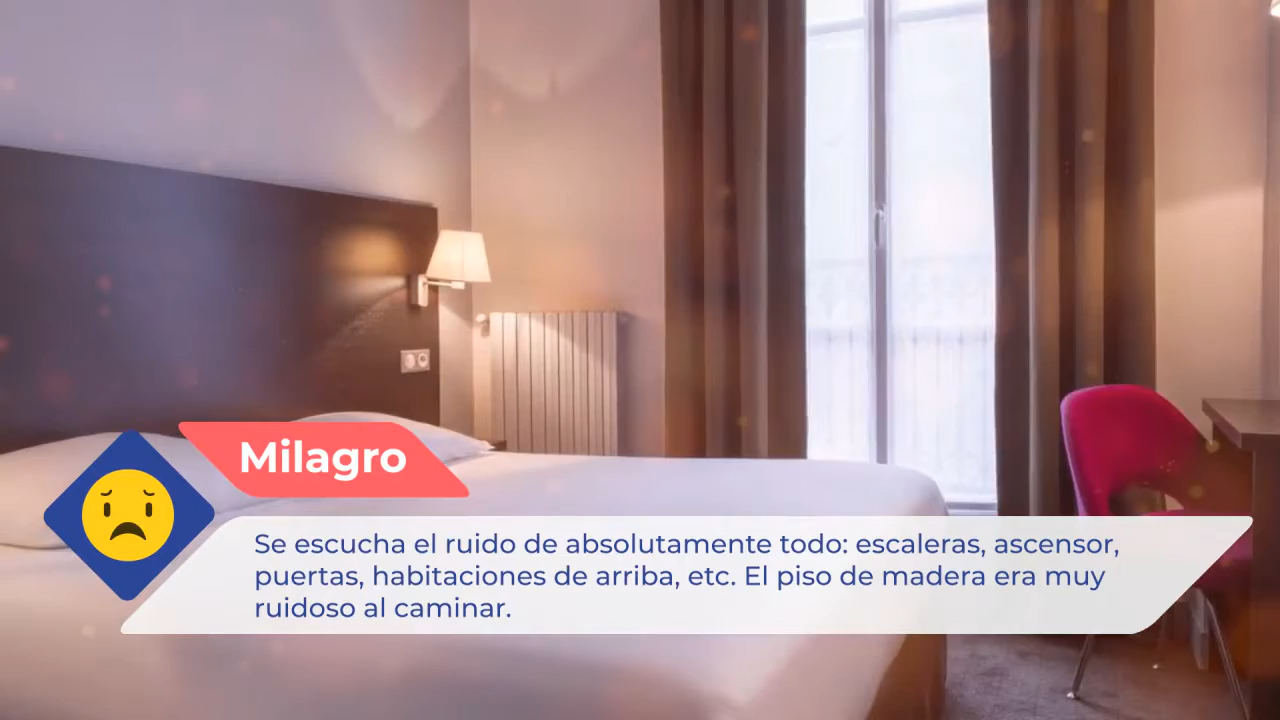 Milagro
Se escucha el ruido de absolutamente todo: escaleras, ascensor,
puertas, habitaciones de arriba, etc. El piso de madera era muy
ruidoso al caminar.